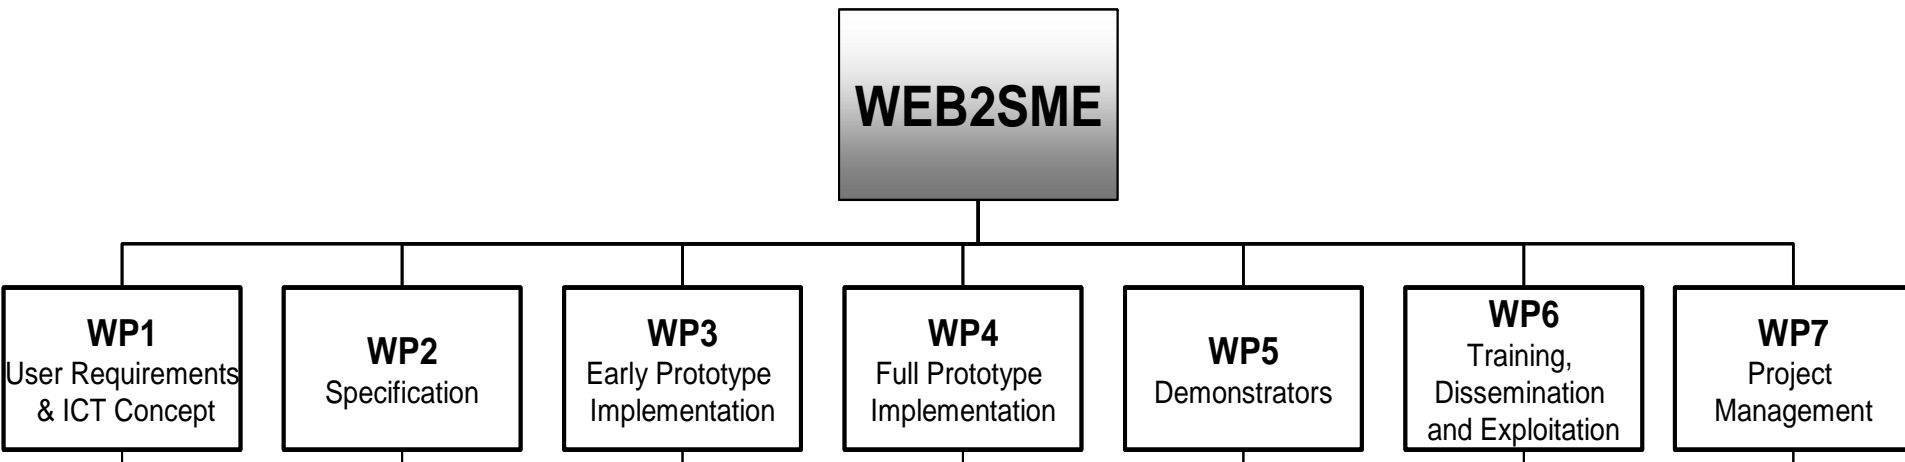 WEB2SME
WP1
User Requirements
& ICT Concept
WP2
Specification
WP3
Early Prototype
Implementation
WP4
Full Prototype
Implementation
WP5
Demonstrators
WP6
Training,
Dissemination
and Exploitation
WP7
Project
Management